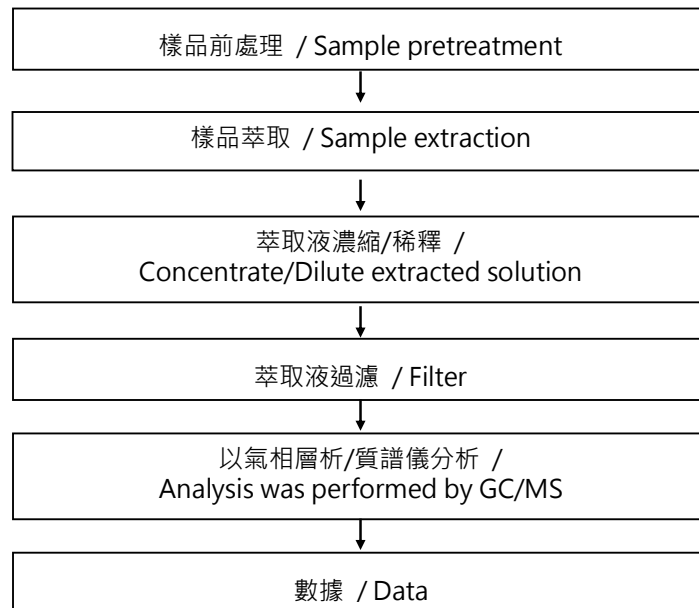 樣品前處理 / Sample pretreatment
樣品萃取 / Sample extraction
萃取液濃縮/稀釋 /
Concentrate/Dilute extracted solution
萃取液過濾 / Filter
以氣相層析/質譜儀分析 /
Analysis was performed by GC/MS
數據 / Data